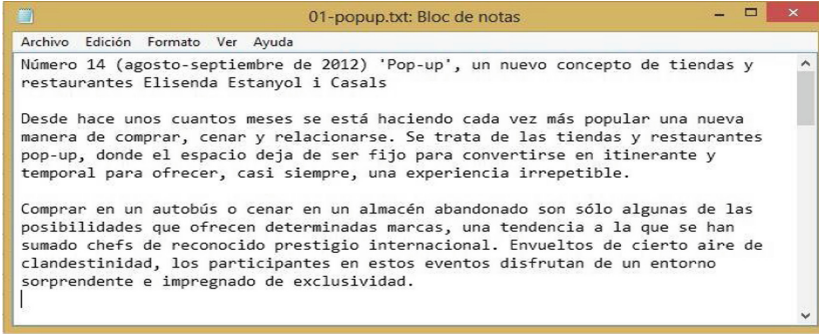 01-popup.txt: Bloc de notas
Archivo Edición Formato Ver Ayuda
Número 14 (agosto-septiembre de 2012) 'Pop-up', un nuevo concepto de tiendas y
restaurantes Elisenda Estanyol i Casals
Desde hace unos cuantos meses se está haciendo cada vez más popular una nueva
manera de comprar, cenar y relacionarse. Se trata de las tiendas y restaurantes
pop-up, donde el espacio deja de ser fijo para convertirse en itinerante y
temporal para ofrecer, casi siempre, una experiencia irrepetible.
Comprar en un autobús o cenar en un almacén abandonado son sólo algunas de las
posibilidades que ofrecen determinadas marcas, una tendencia a la que se han
sumado chefs de reconocido prestigio internacional. Envueltos de cierto aire de
clandestinidad, los participantes en estos eventos disfrutan de un entorno
sorprendente e impregnado de exclusividad.